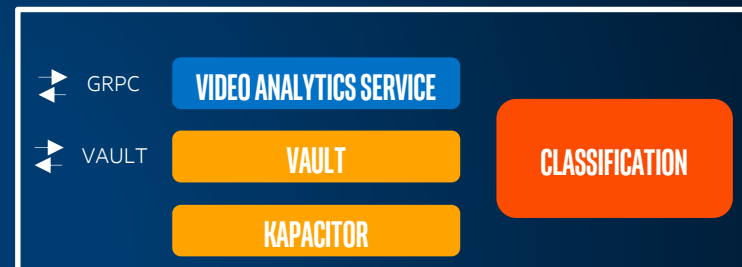 GRPC
VIDEO ANALYTICS SERVICE
VAULT
VAULT
CLASSIFICATION
KAPACITOR